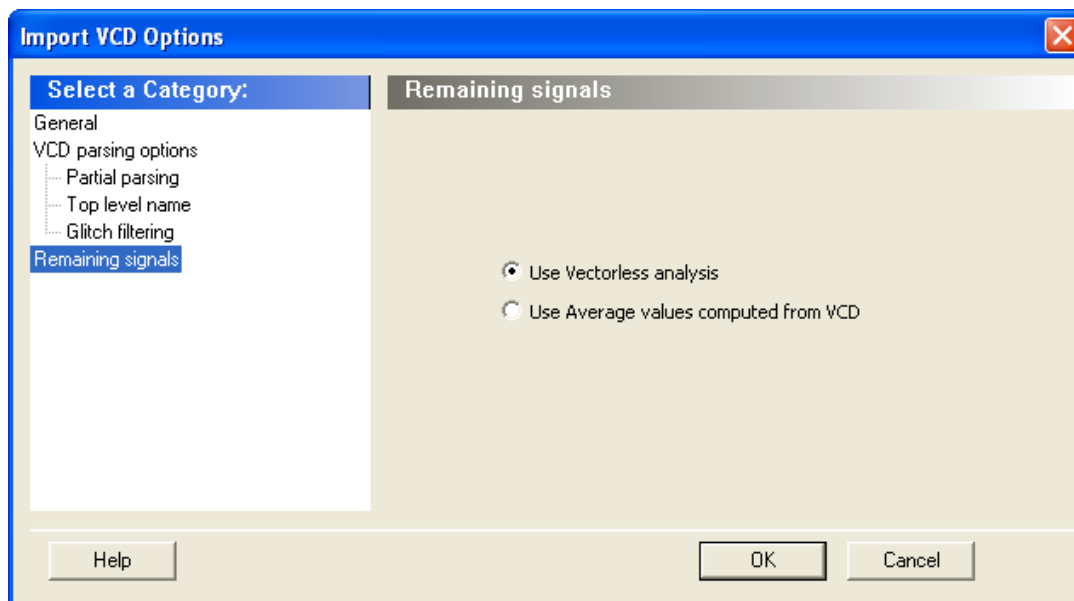 Import VCD Options
Select a Category:
General
VCD parsing options
Partial parsing
Top level name
Glitch filtering
Remaining signals
Remaining signals
Use Vectorless analysis
Use Average values computed from VCD
Help
OK
Cancel